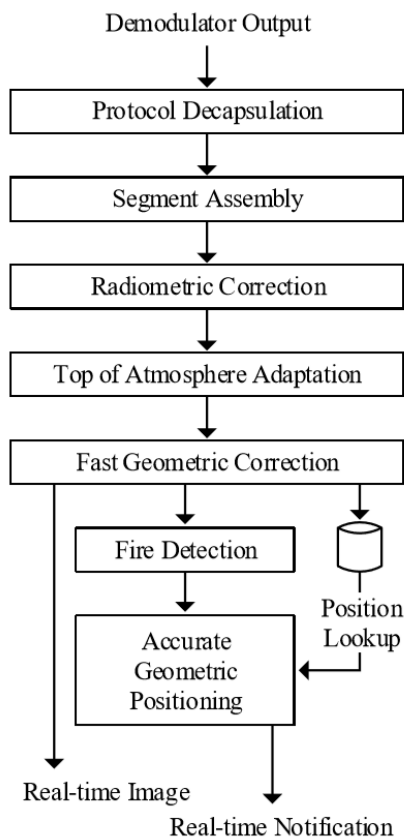 Demodulator Output
Protocol Decapsulation
Segment Assembly
Radiometric Correction
Top of Atmosphere Adaptation
Fast Geometric Correction
Fire Detection
Position
Lookup
Accurate
Geometric
Positioning
Real-time Image
Real-time Notification